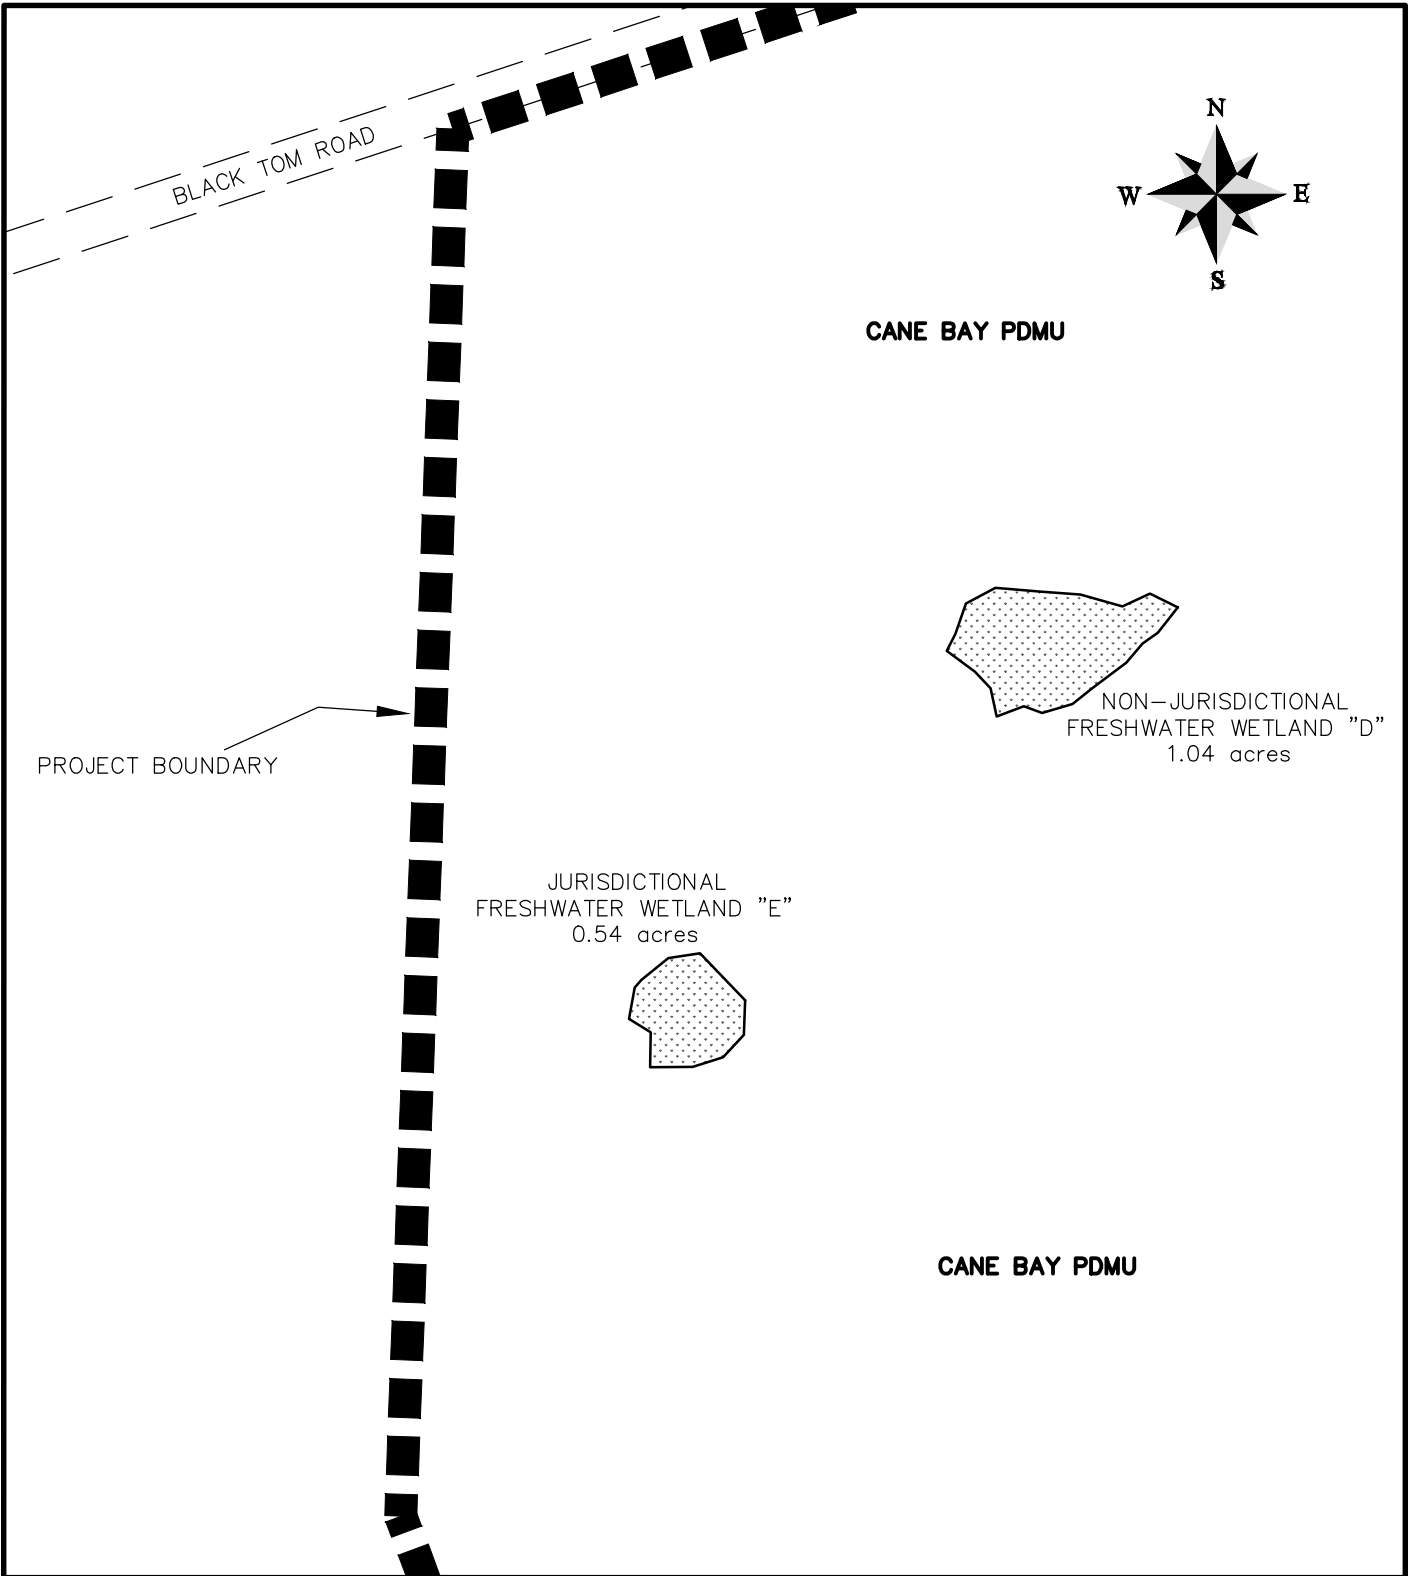 BLACK TOM ROAD
N
W
E
S
CANE BAY PDMU
NON-JURISDICTIONAL
FRESHWATER WETLAND "D"
1.04 acres
PROJECT BOUNDARY
JURISDICTIONAL
FRESHWATER WETLAND "E"
0.54 acres
CANE BAY PDMU